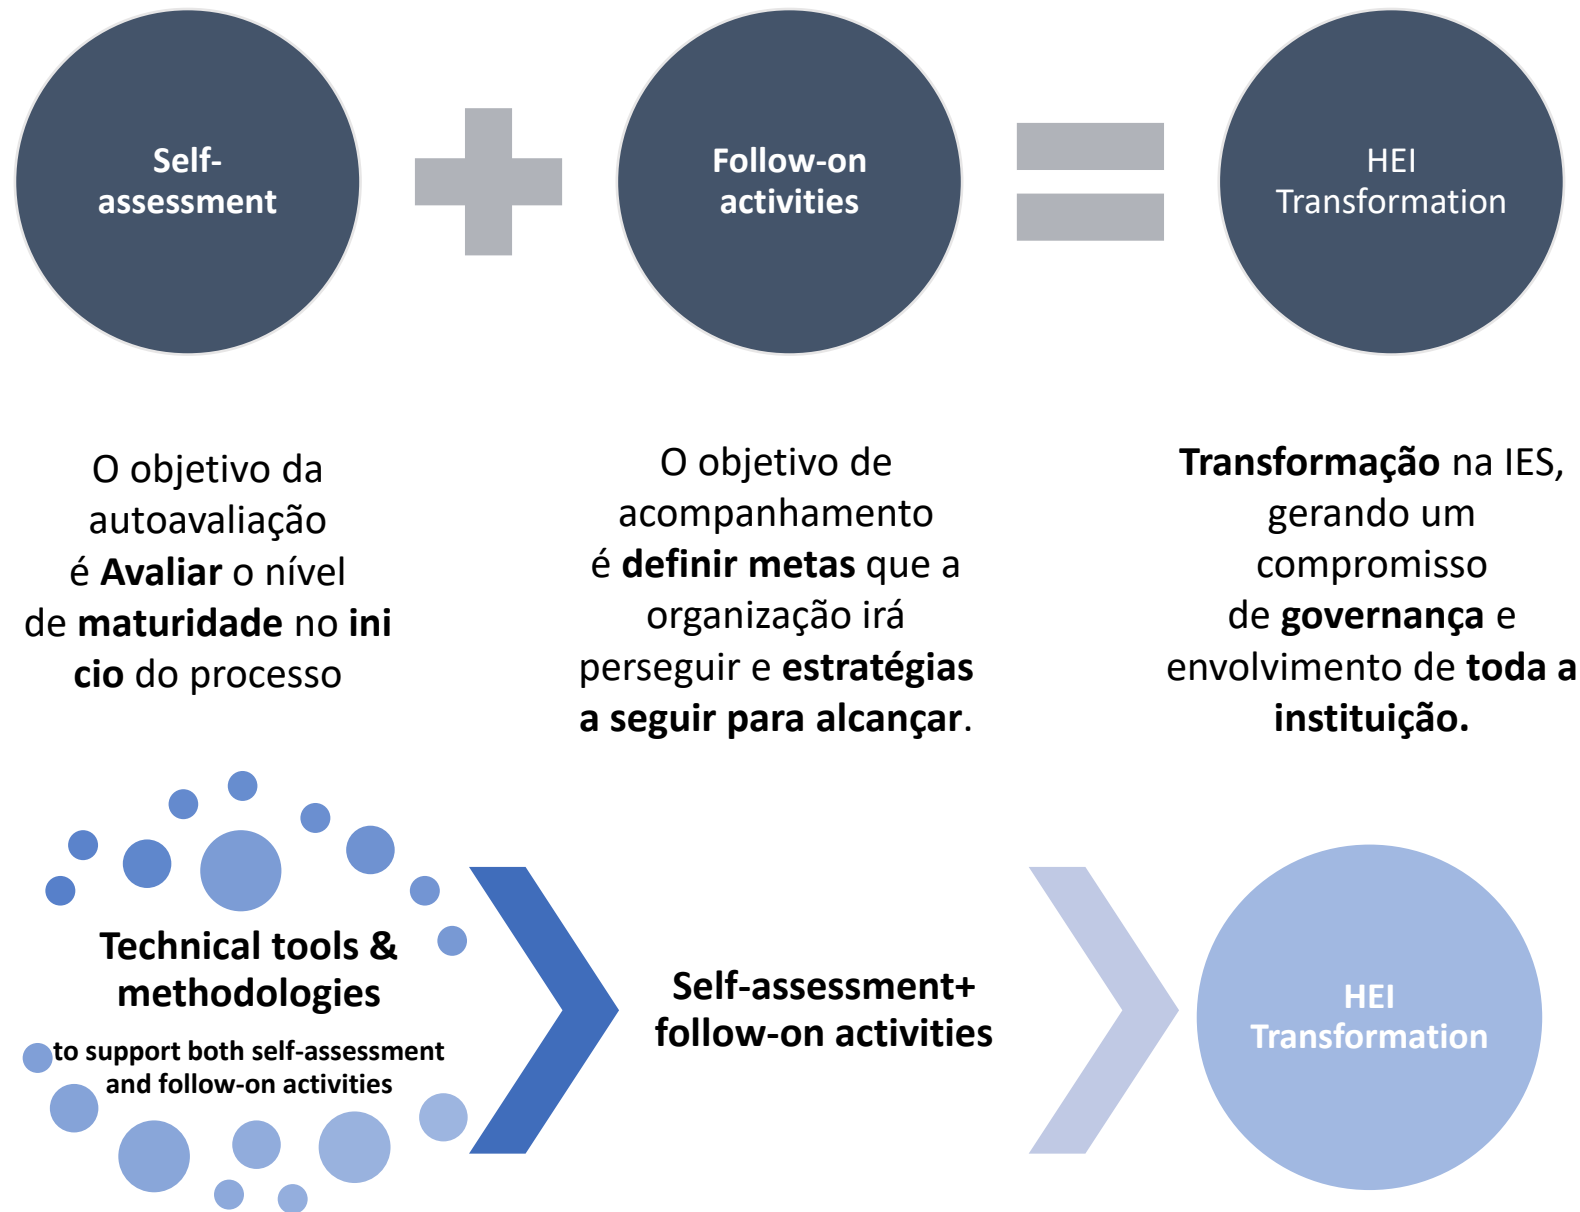 Self-
assessment
Follow-on
activities
HEI
Transformation
O objetivo da
autoavaliação
é Avaliar o nível
de maturidade no ini
cio do processo
O objetivo de
acompanhamento
é definir metas que a
organização irá
perseguir e estratégias
a seguir para alcançar.
Transformação na IES,
gerando um
compromisso
de governança e
envolvimento de toda a
instituição.
Technical tools &
methodologies
to support both self-assessment
and follow-on activities
Self-assessment+
follow-on activities
HEI
Transformation